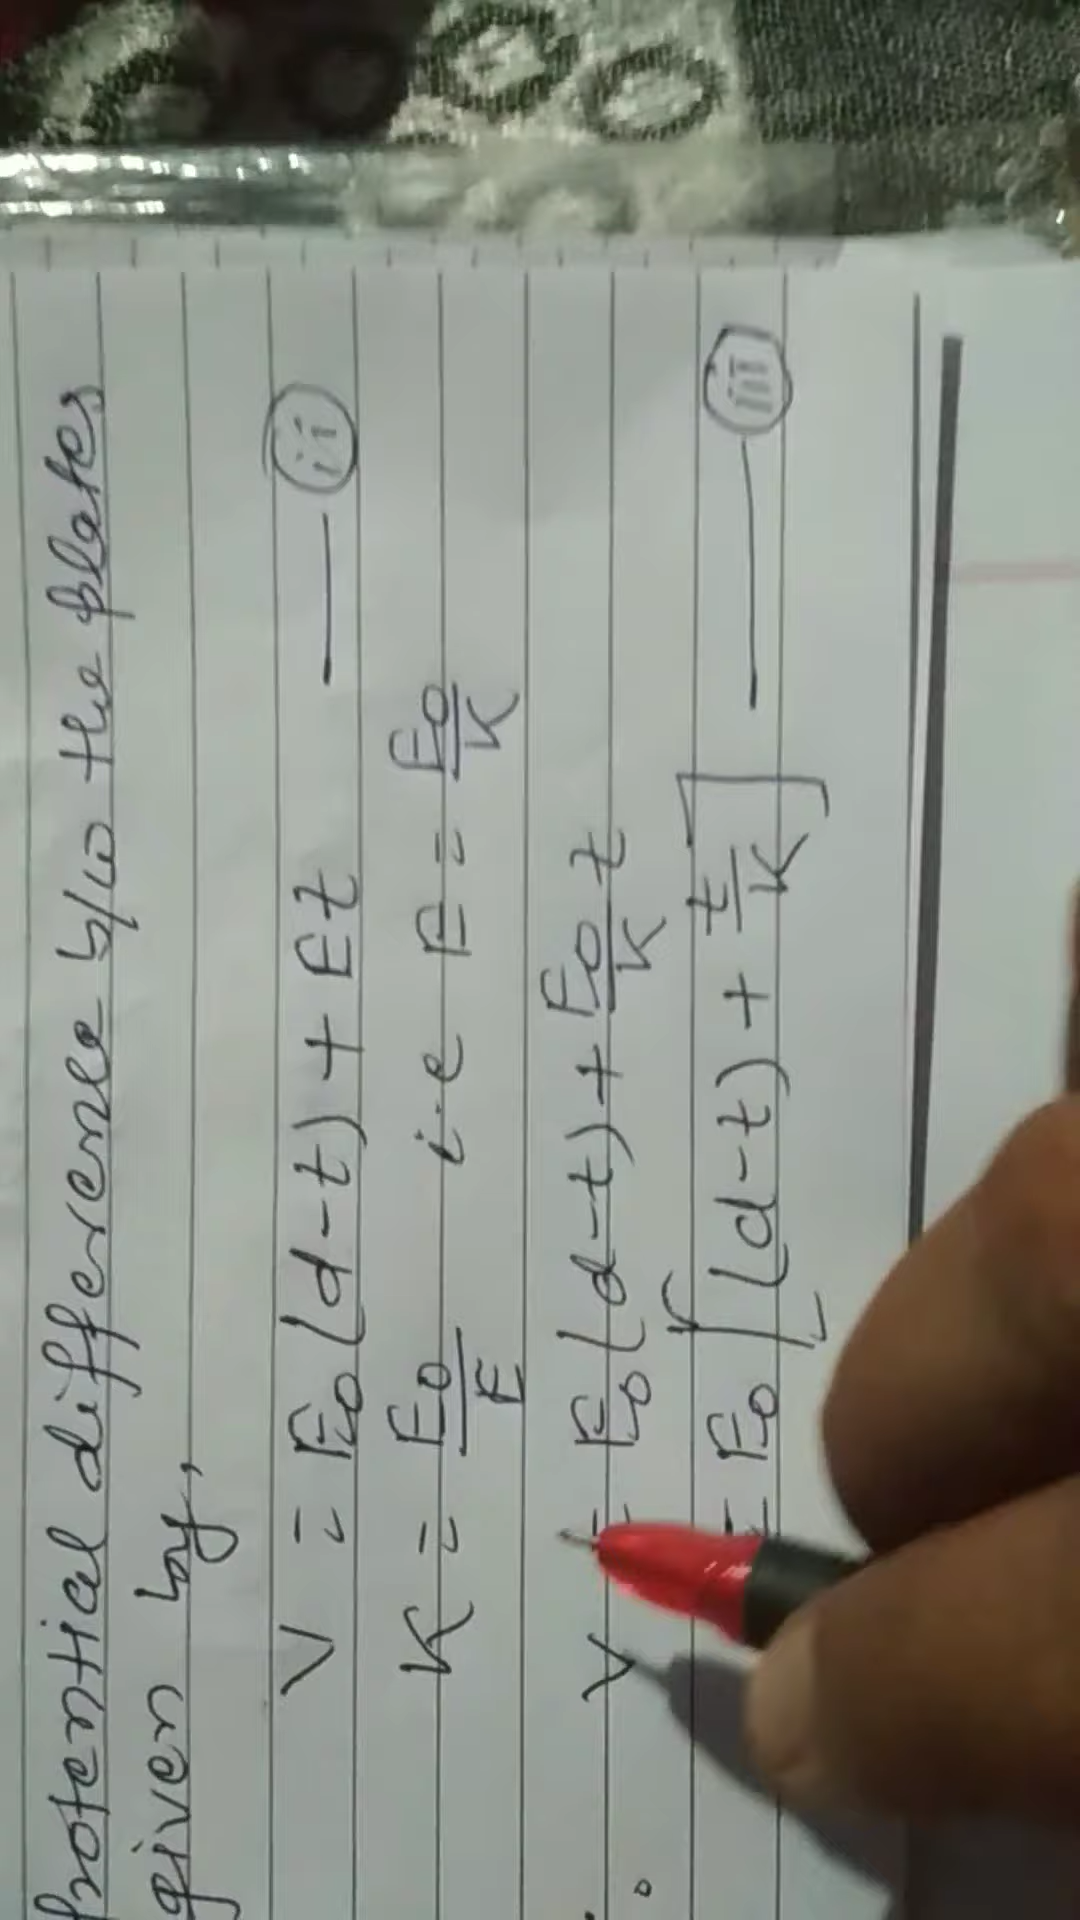 Potential difference b/w the plates
given by,
V = E₀(d-t) + Et — (ii)
K = E₀/E i.e E = E₀/K
∴ V = E₀(d-t) + E₀/K t
= E₀[(d-t) + t/K] — (iii)